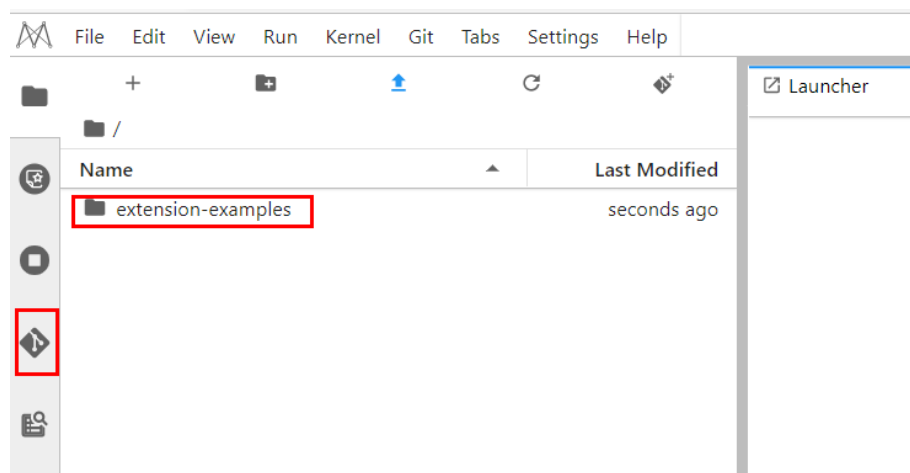 File Edit View Run Kernel Git Tabs Settings Help
Launcher
/
Name Last Modified
extension-examples seconds ago